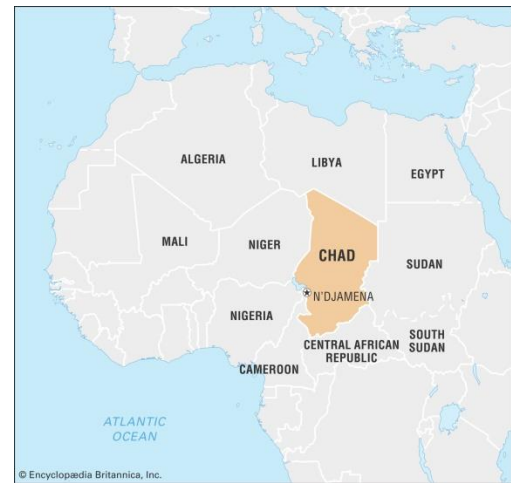 ALGERIA
LIBYA
EGYPT
MALI
NIGER
CHAD
SUDAN
N'DJAMENA
NIGERIA
CENTRAL AFRICAN
REPUBLIC
SOUTH
SUDAN
CAMEROON
ATLANTIC
OCEAN
© Encyclopædia Britannica, Inc.